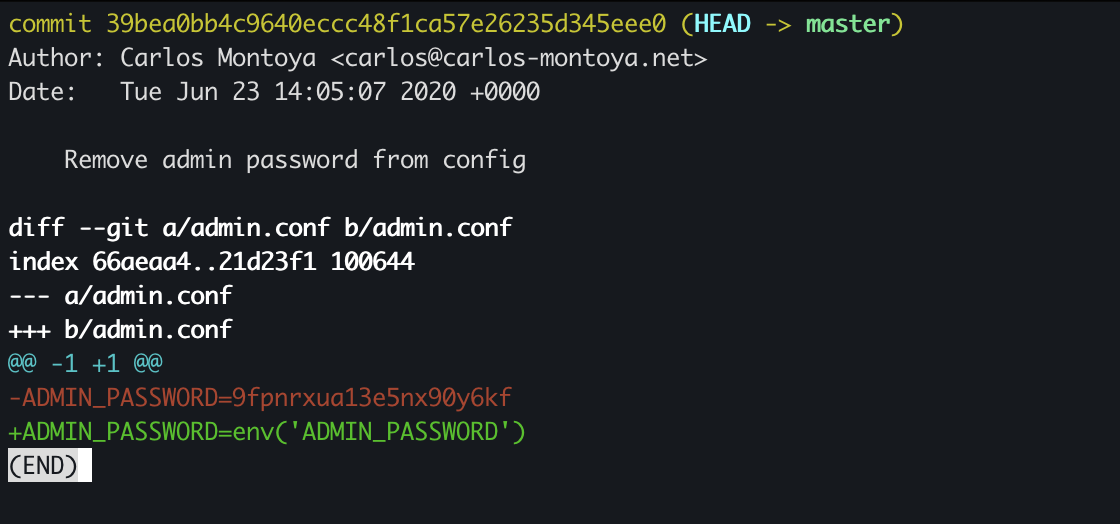 commit 39bea0bb4c9640eccc48f1ca57e26235d345eee0 (HEAD -> master)
Author: Carlos Montoya <carlos@carlos-montoya.net>
Date:   Tue Jun 23 14:05:07 2020 +0000
    Remove admin password from config
diff --git a/admin.conf b/admin.conf
index 66aeaa4..21d23f1 100644
--- a/admin.conf
+++ b/admin.conf
@@ -1 +1 @@
-ADMIN_PASSWORD=9fpnrxua13e5nx90y6kf
+ADMIN_PASSWORD=env('ADMIN_PASSWORD')
(END)